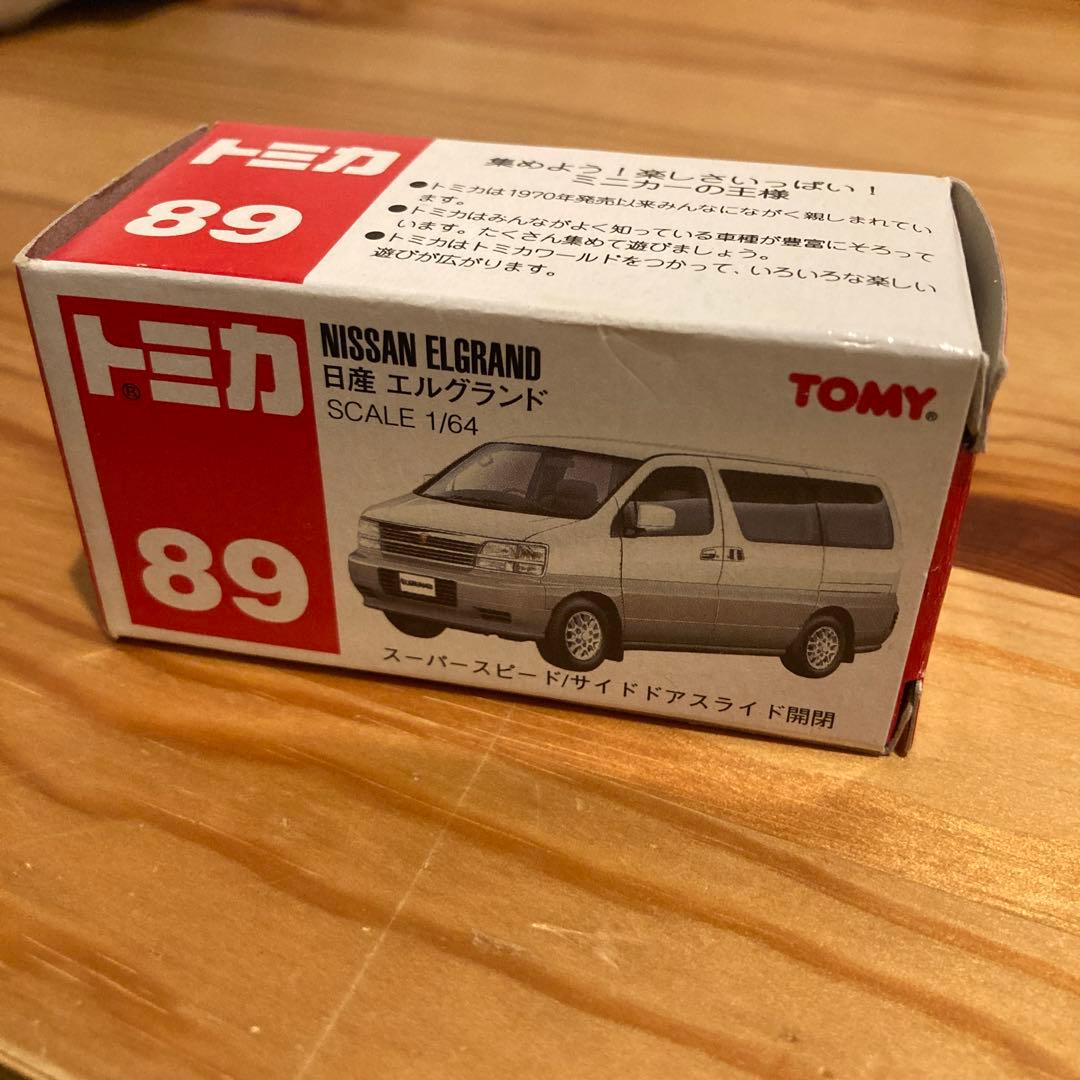 トミカ
89
集めよう!楽しさいっぱい!
ミニカーの王様
●トミカは1970年発売以来みんなにながく親しまれてい
ます。
●トミカはみんながよく知っている車種が豊富にそろって
います。たくさん集めて遊びましょう。
●トミカはトミカワールドをつかって、いろいろな楽しい
遊びが広がります。
トミカ®
89
NISSAN ELGRAND
日産 エルグランド
SCALE 1/64
TOMY®
ELGRAND
スーパースピード/サイドドアスライド開閉